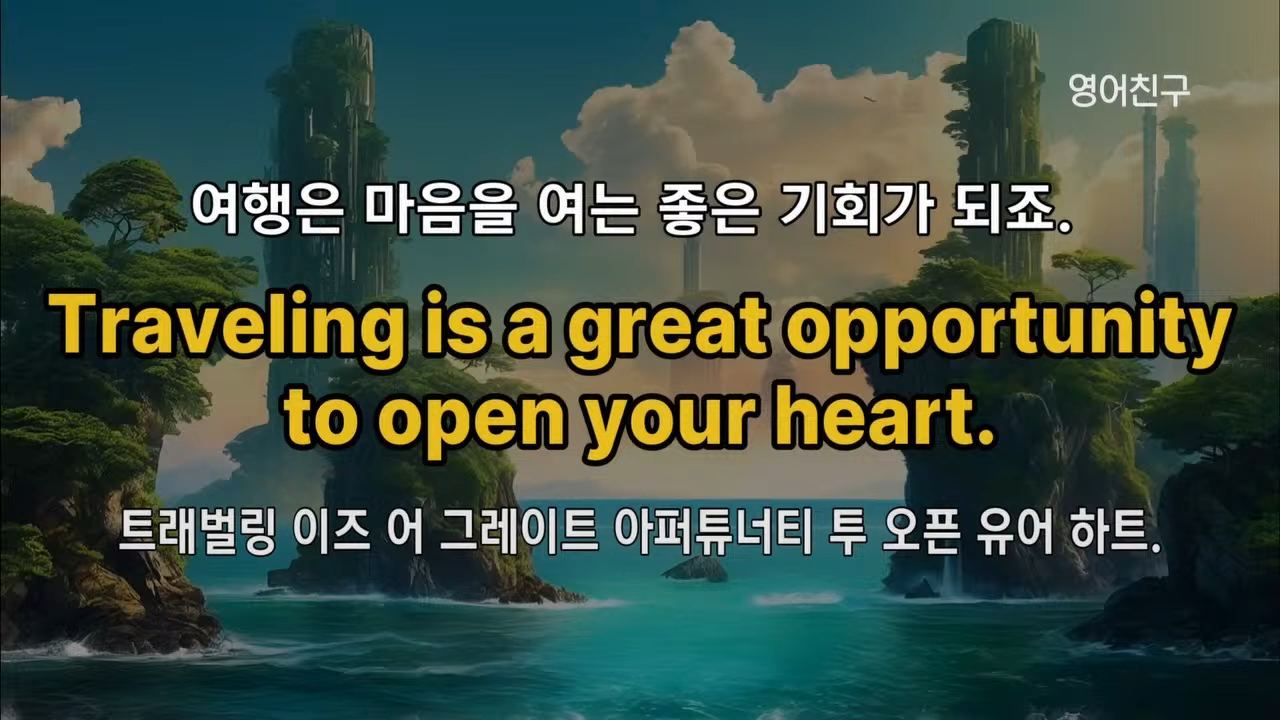 영어친구
여행은 마음을 여는 좋은 기회가 되죠.
Traveling is a great opportunity
to open your heart.
트래벌링 이즈 어 그레이트 아퍼튜너티 투 오픈 유어 하트.